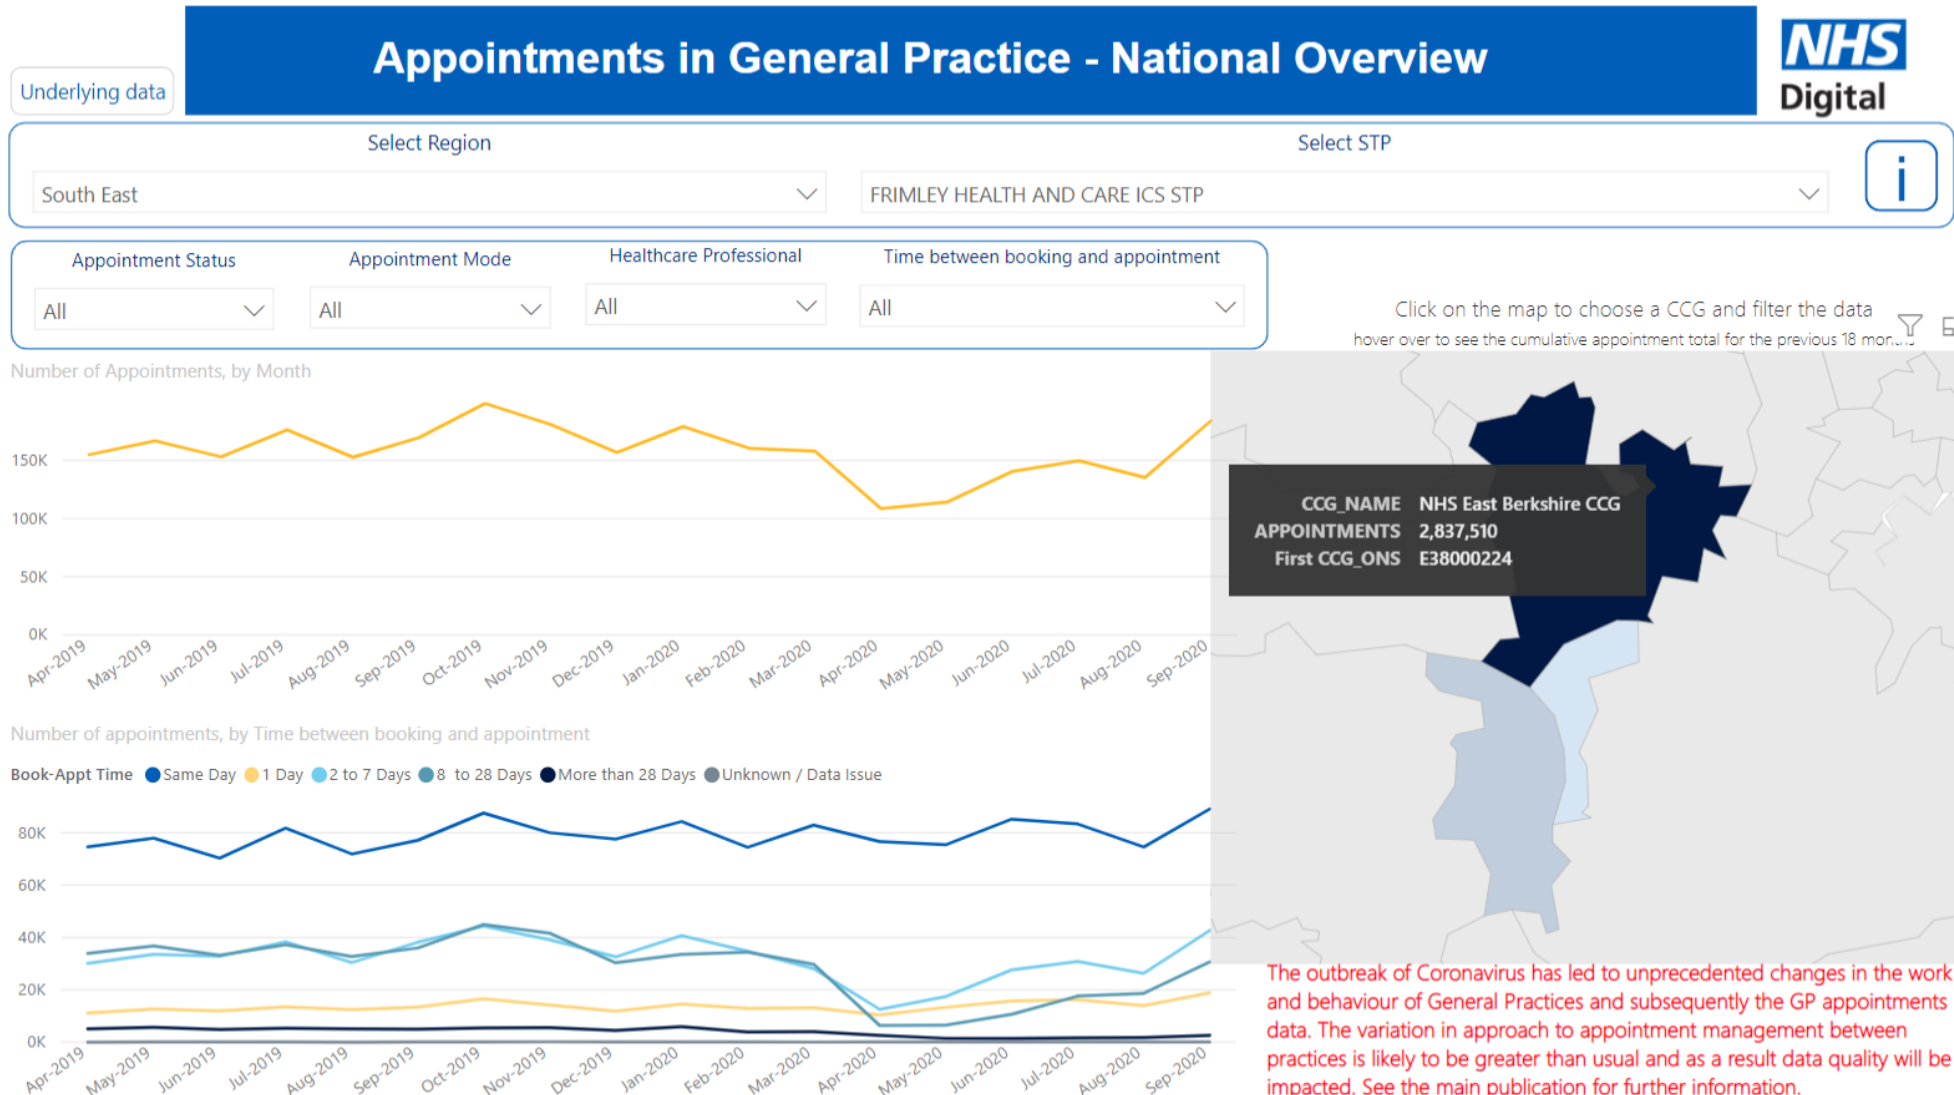 Appointments in General Practice - National Overview
NHS
Digital
Underlying data
Select Region
Select STP
South East
FRIMLEY HEALTH AND CARE ICS STP
i
Appointment Status
Appointment Mode
Healthcare Professional
Time between booking and appointment
All
All
All
All
Click on the map to choose a CCG and filter the data
hover over to see the cumulative appointment total for the previous 18 mon...
Number of Appointments, by Month
150K
100K
50K
0K
Apr-2019
May-2019
Jun-2019
Jul-2019
Aug-2019
Sep-2019
Oct-2019
Nov-2019
Dec-2019
Jan-2020
Feb-2020
Mar-2020
Apr-2020
May-2020
Jun-2020
Jul-2020
Aug-2020
Sep-2020
CCG_NAME NHS East Berkshire CCG
APPOINTMENTS 2,837,510
First CCG_ONS E38000224
Number of appointments, by Time between booking and appointment
Book-Appt Time Same Day 1 Day 2 to 7 Days 8 to 28 Days More than 28 Days Unknown / Data Issue
80K
60K
40K
20K
0K
Apr-2019
May-2019
Jun-2019
Jul-2019
Aug-2019
Sep-2019
Oct-2019
Nov-2019
Dec-2019
Jan-2020
Feb-2020
Mar-2020
Apr-2020
May-2020
Jun-2020
Jul-2020
Aug-2020
Sep-2020
The outbreak of Coronavirus has led to unprecedented changes in the work
and behaviour of General Practices and subsequently the GP appointments
data. The variation in approach to appointment management between
practices is likely to be greater than usual and as a result data quality will be
impacted. See the main publication for further information.